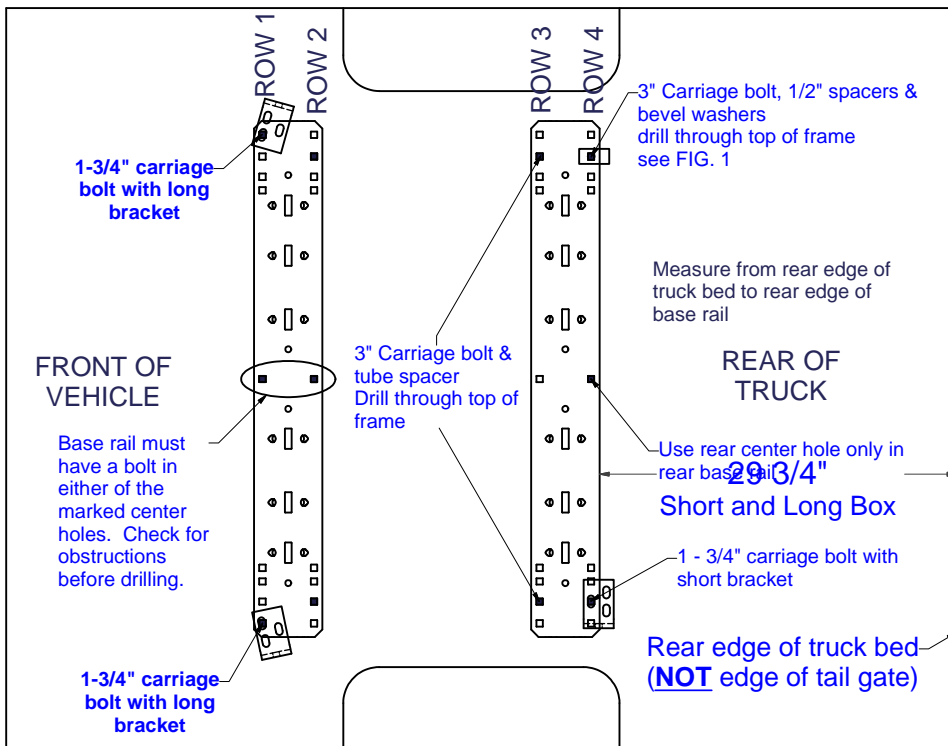 ROW 1
ROW 2
ROW 3
ROW 4
3" Carriage bolt, 1/2" spacers &
bevel washers
drill through top of frame
see FIG. 1
1-3/4" carriage
bolt with long
bracket
Measure from rear edge of
truck bed to rear edge of
base rail
FRONT OF
VEHICLE
3" Carriage bolt &
tube spacer
Drill through top of
frame
REAR OF
TRUCK
Base rail must
have a bolt in
either of the
marked center
holes. Check for
obstructions
before drilling.
Use rear center hole only in
rear base rail
29 3/4"
Short and Long Box
1 - 3/4" carriage bolt with
short bracket
Rear edge of truck bed
(NOT edge of tail gate)
1-3/4" carriage
bolt with long
bracket